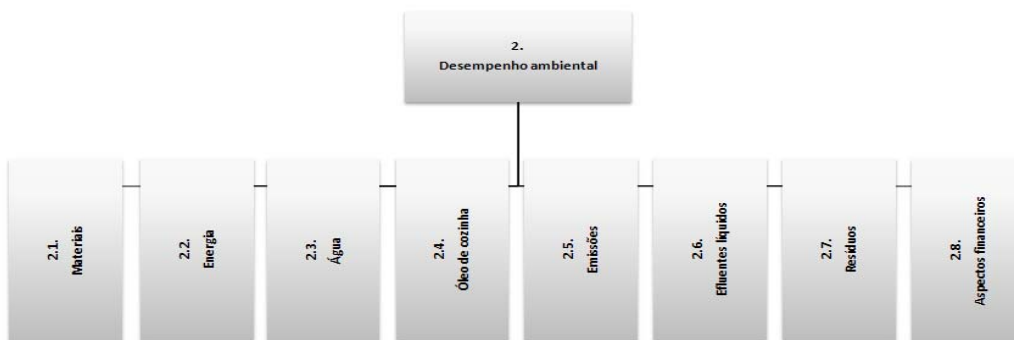 2.
Desempenho ambiental
2.1.
Materiais
2.2.
Energia
2.3.
Água
2.4.
Óleo de cozinha
2.5.
Emissões
2.6.
Efluentes líquidos
2.7.
Resíduos
2.8.
Aspectos financeiros